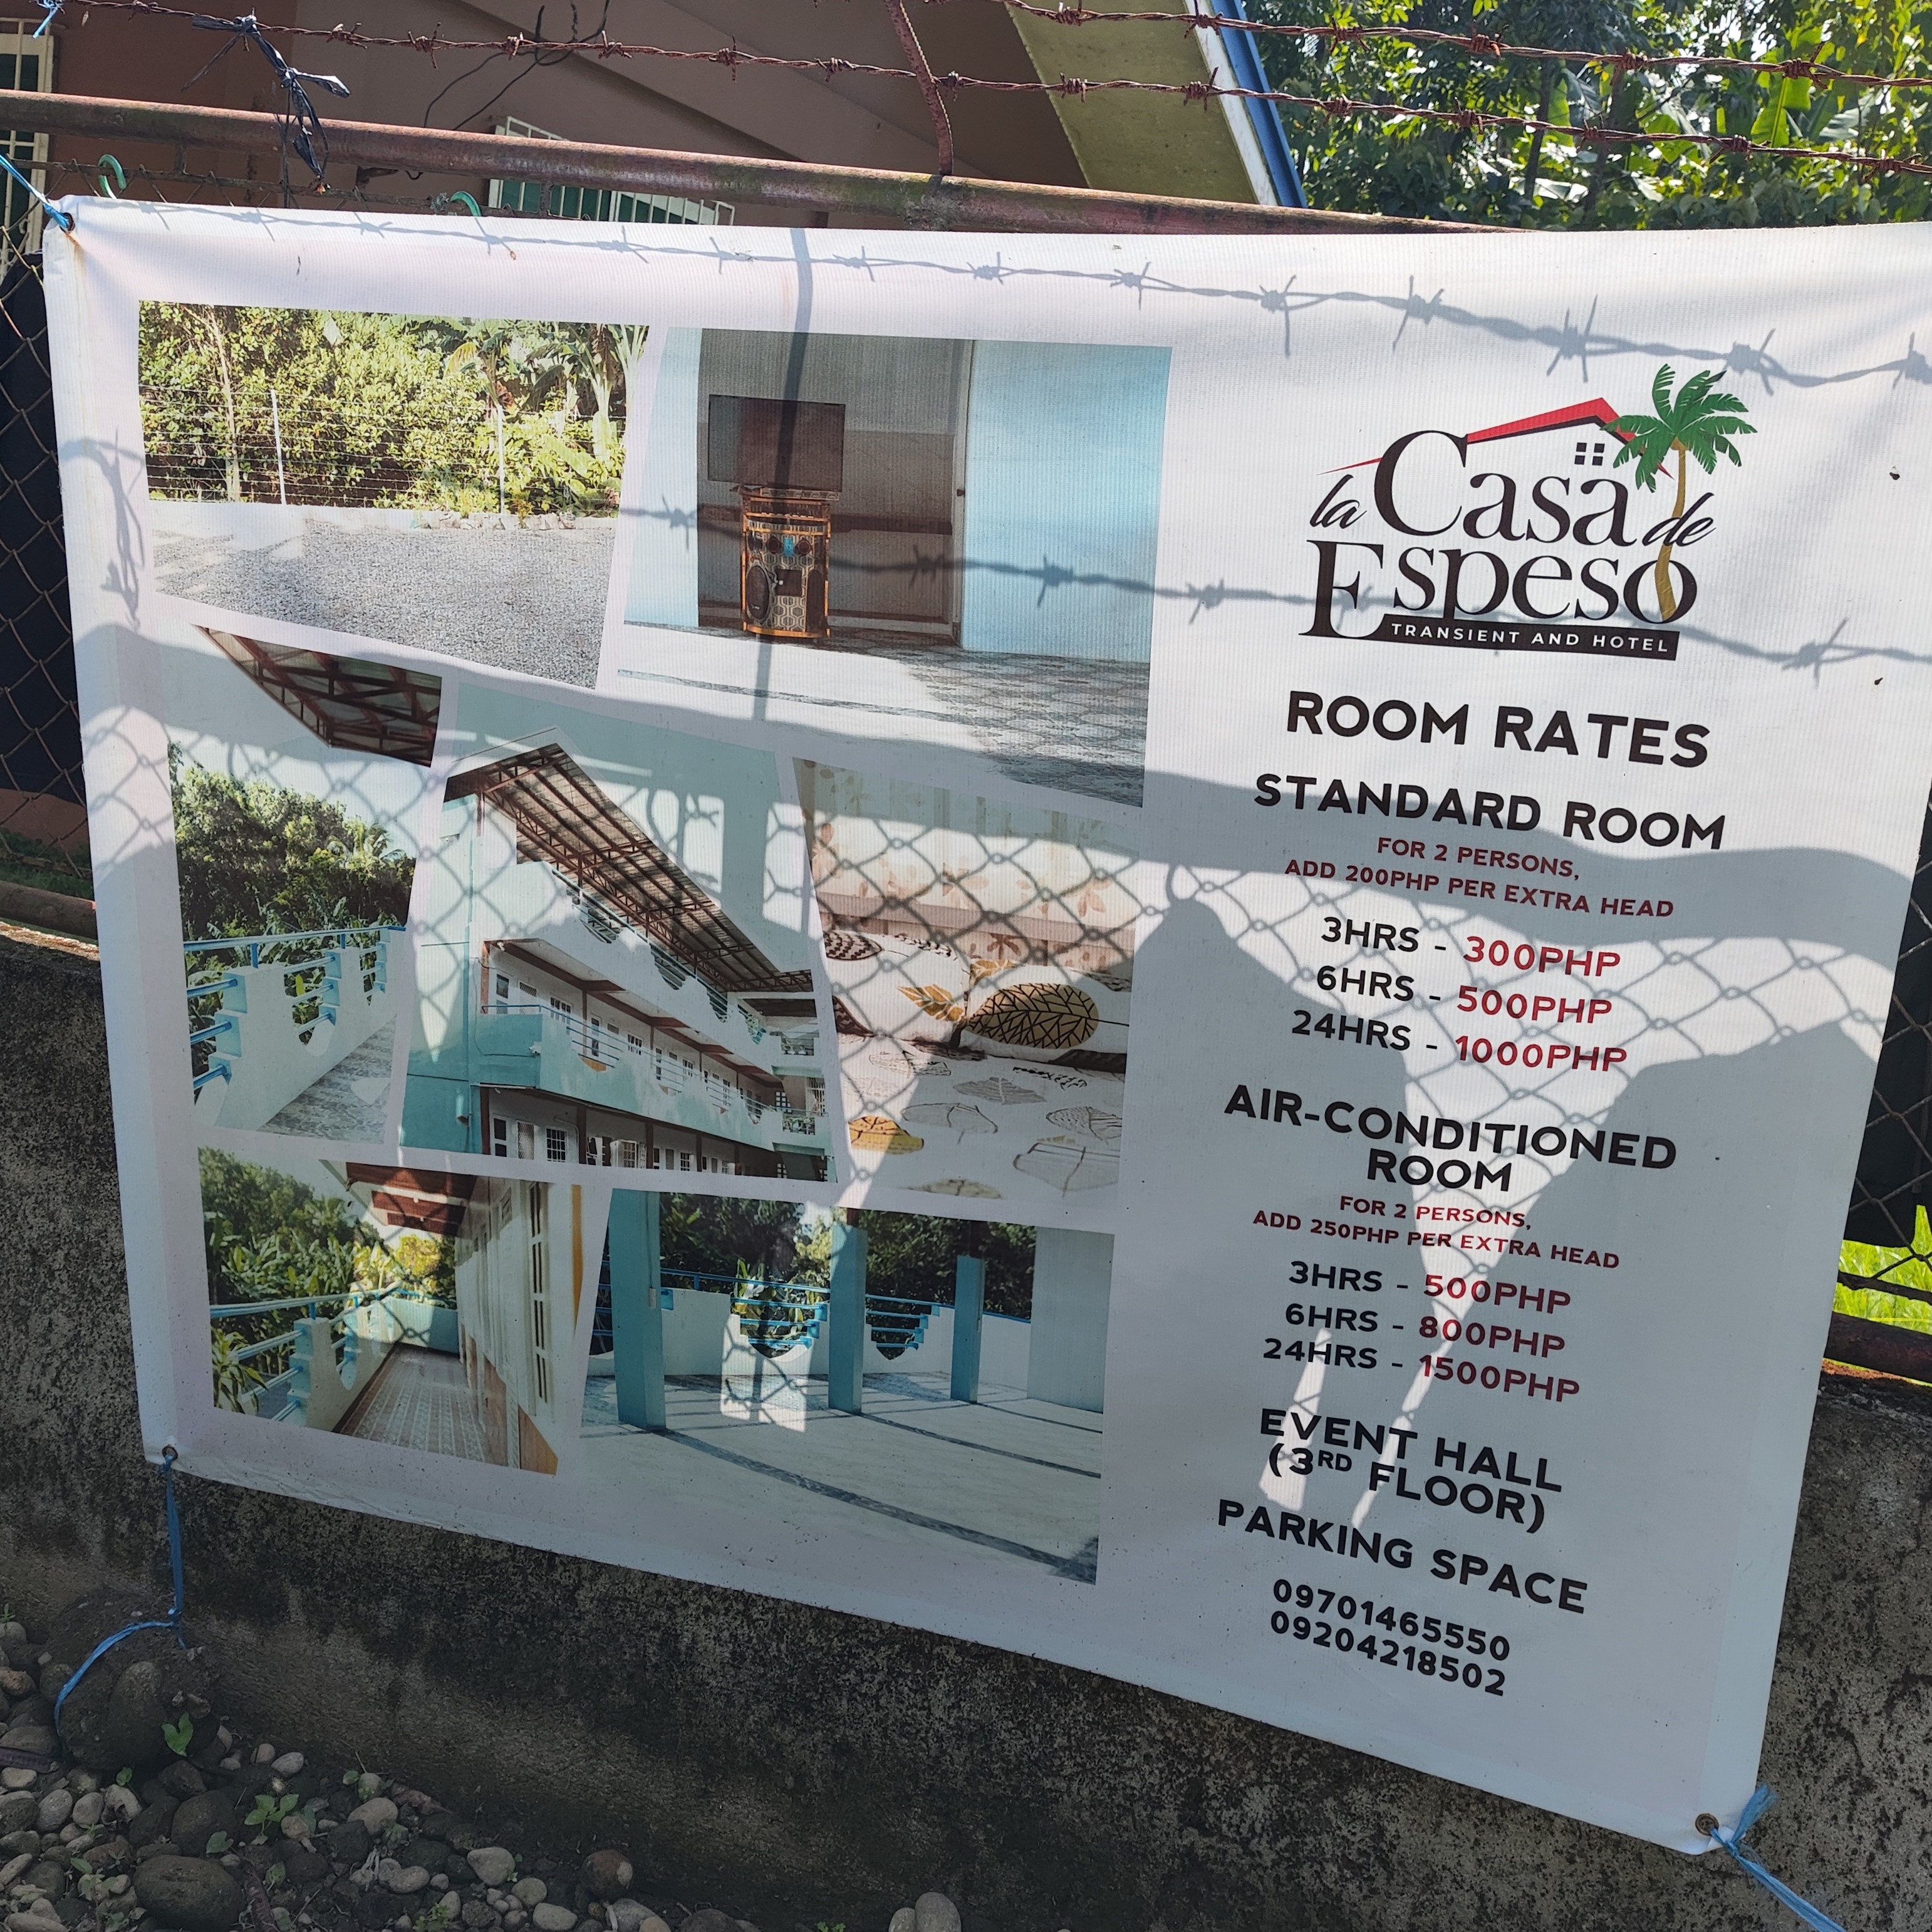 la Casa de
Espeso
TRANSIENT AND HOTEL
ROOM RATES
STANDARD ROOM
FOR 2 PERSONS,
ADD 200PHP PER EXTRA HEAD
3HRS - 300PHP
6HRS - 500PHP
24HRS - 1000PHP
AIR-CONDITIONED
ROOM
FOR 2 PERSONS,
ADD 250PHP PER EXTRA HEAD
3HRS - 500PHP
6HRS - 800PHP
24HRS - 1500PHP
EVENT HALL
(3RD FLOOR)
PARKING SPACE
09701465550
09204218502